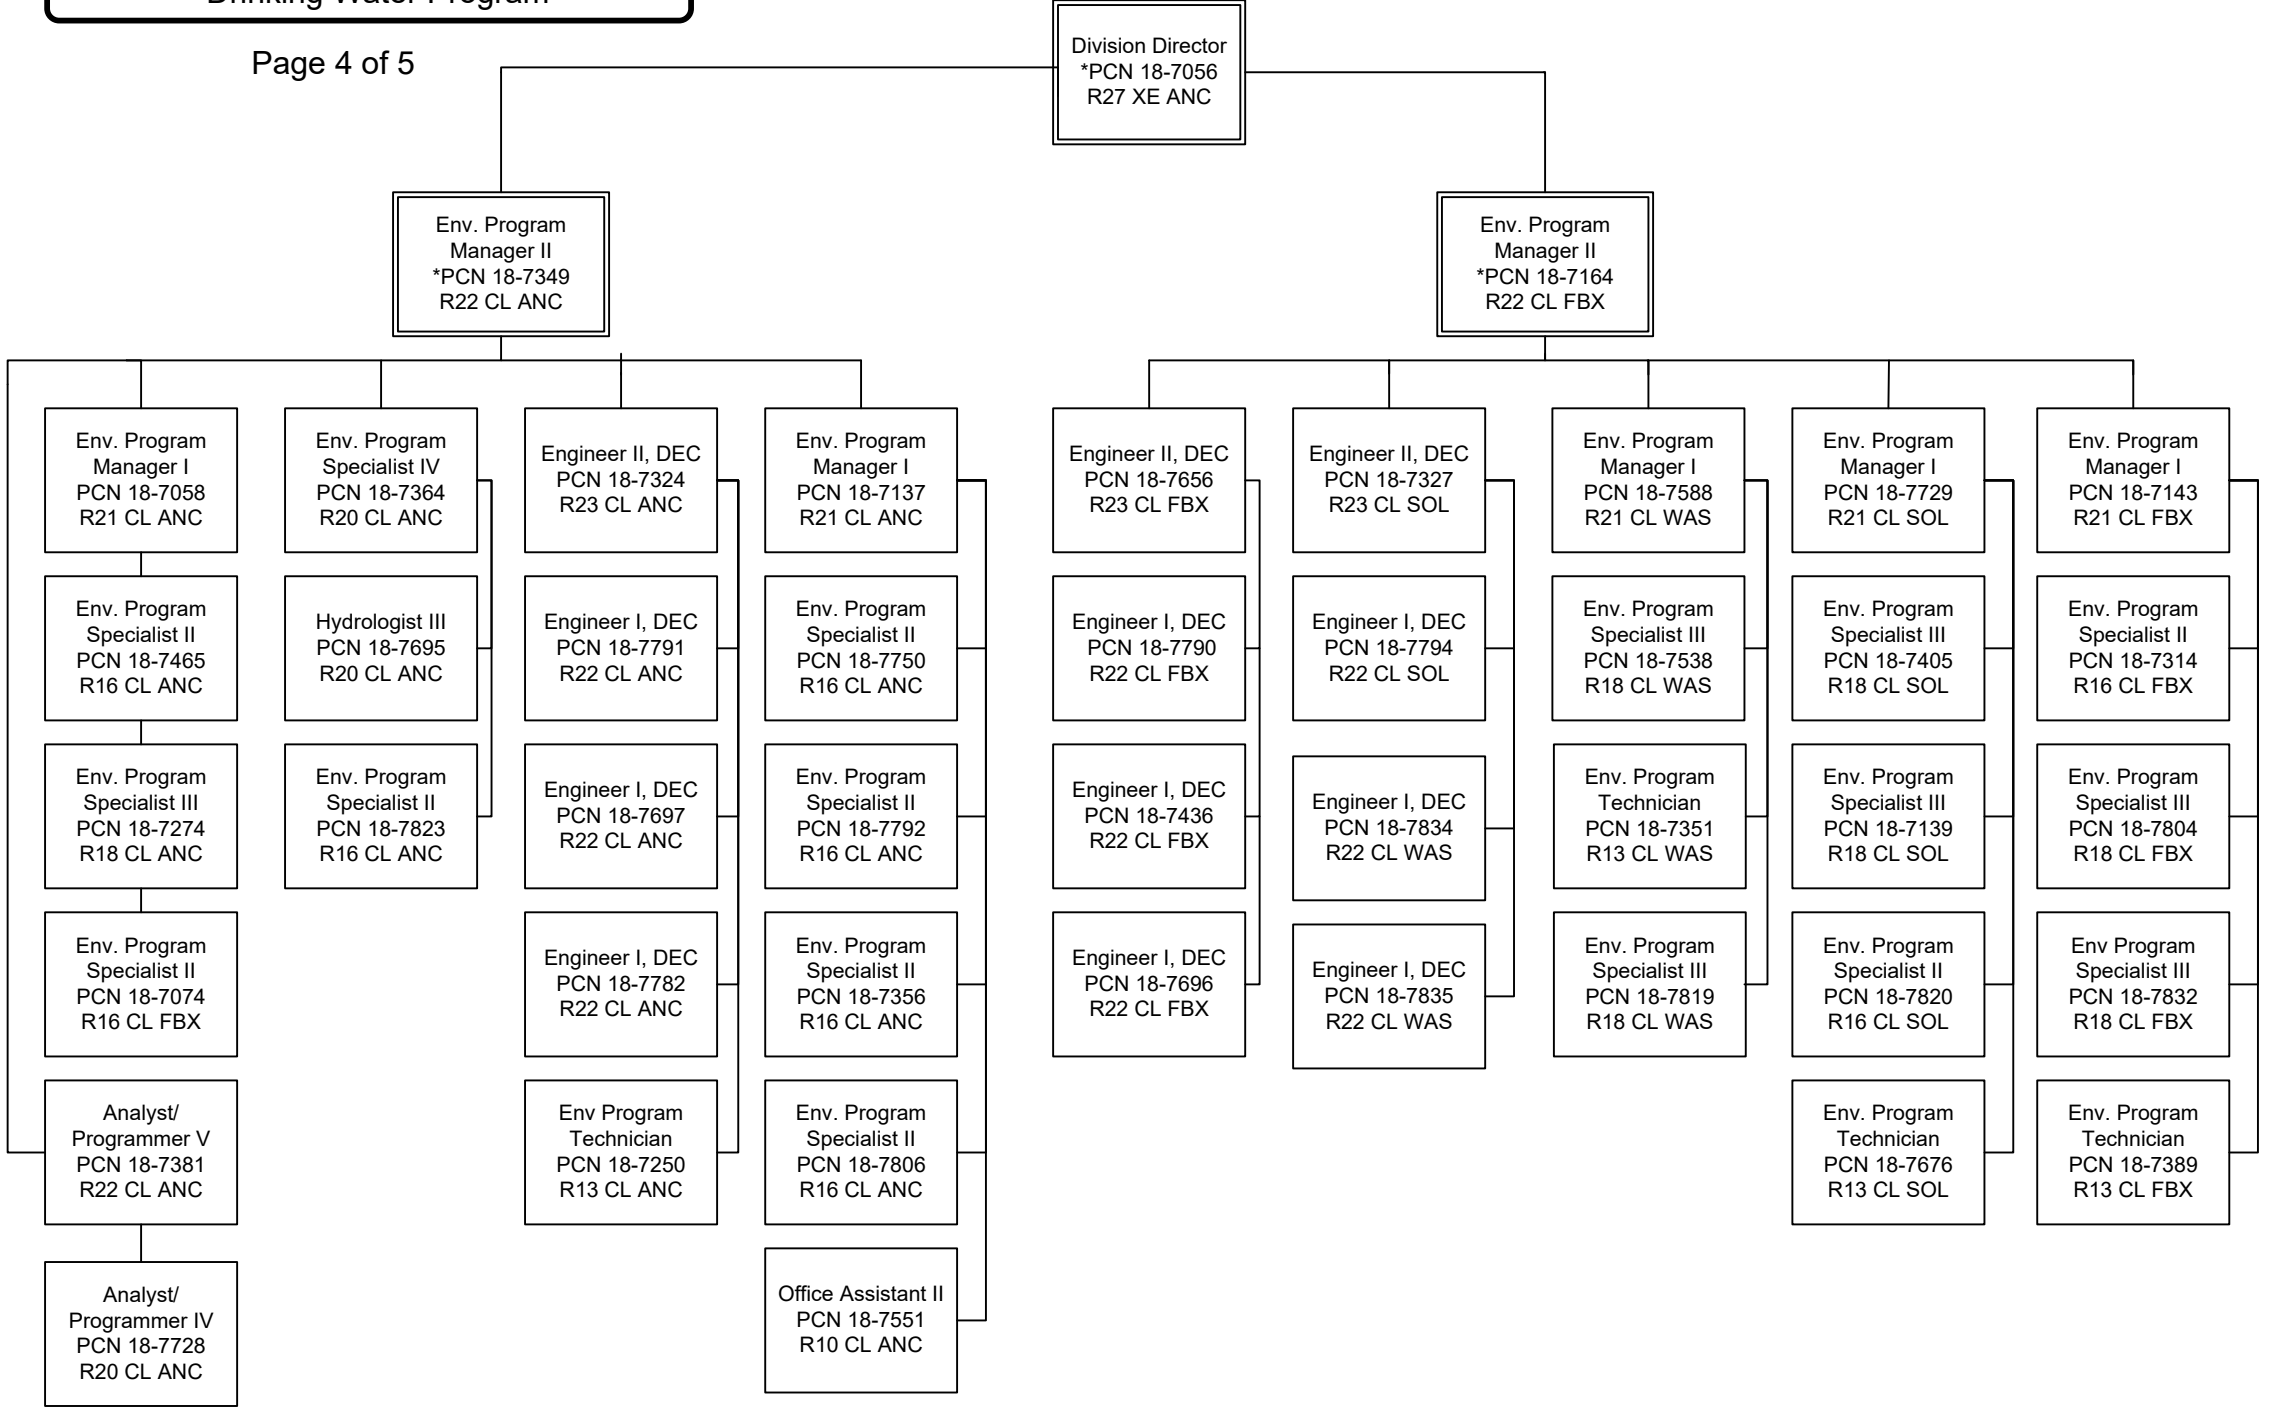 Drinking Water Program
Page 4 of 5
Division Director
*PCN 18-7056
R27 XE ANC
Env. Program
Manager II
*PCN 18-7349
R22 CL ANC
Env. Program
Manager II
*PCN 18-7164
R22 CL FBX
Env. Program
Manager I
PCN 18-7058
R21 CL ANC
Env. Program
Specialist II
PCN 18-7465
R16 CL ANC
Env. Program
Specialist III
PCN 18-7274
R18 CL ANC
Env. Program
Specialist II
PCN 18-7074
R16 CL FBX
Analyst/
Programmer V
PCN 18-7381
R22 CL ANC
Analyst/
Programmer IV
PCN 18-7728
R20 CL ANC
Env. Program
Specialist IV
PCN 18-7364
R20 CL ANC
Hydrologist III
PCN 18-7695
R20 CL ANC
Env. Program
Specialist II
PCN 18-7823
R16 CL ANC
Engineer II, DEC
PCN 18-7324
R23 CL ANC
Engineer I, DEC
PCN 18-7791
R22 CL ANC
Engineer I, DEC
PCN 18-7697
R22 CL ANC
Engineer I, DEC
PCN 18-7782
R22 CL ANC
Env Program
Technician
PCN 18-7250
R13 CL ANC
Env. Program
Manager I
PCN 18-7137
R21 CL ANC
Env. Program
Specialist II
PCN 18-7750
R16 CL ANC
Env. Program
Specialist II
PCN 18-7792
R16 CL ANC
Env. Program
Specialist II
PCN 18-7356
R16 CL ANC
Env. Program
Specialist II
PCN 18-7806
R16 CL ANC
Office Assistant II
PCN 18-7551
R10 CL ANC
Engineer II, DEC
PCN 18-7656
R23 CL FBX
Engineer I, DEC
PCN 18-7790
R22 CL FBX
Engineer I, DEC
PCN 18-7436
R22 CL FBX
Engineer I, DEC
PCN 18-7696
R22 CL FBX
Engineer II, DEC
PCN 18-7327
R23 CL SOL
Engineer I, DEC
PCN 18-7794
R22 CL SOL
Engineer I, DEC
PCN 18-7834
R22 CL WAS
Engineer I, DEC
PCN 18-7835
R22 CL WAS
Env. Program
Manager I
PCN 18-7588
R21 CL WAS
Env. Program
Specialist III
PCN 18-7538
R18 CL WAS
Env. Program
Technician
PCN 18-7351
R13 CL WAS
Env. Program
Specialist III
PCN 18-7819
R18 CL WAS
Env. Program
Manager I
PCN 18-7729
R21 CL SOL
Env. Program
Specialist III
PCN 18-7405
R18 CL SOL
Env. Program
Specialist III
PCN 18-7139
R18 CL SOL
Env. Program
Specialist II
PCN 18-7820
R16 CL SOL
Env. Program
Technician
PCN 18-7676
R13 CL SOL
Env. Program
Manager I
PCN 18-7143
R21 CL FBX
Env. Program
Specialist II
PCN 18-7314
R16 CL FBX
Env. Program
Specialist III
PCN 18-7804
R18 CL FBX
Env Program
Specialist III
PCN 18-7832
R18 CL FBX
Env. Program
Technician
PCN 18-7389
R13 CL FBX